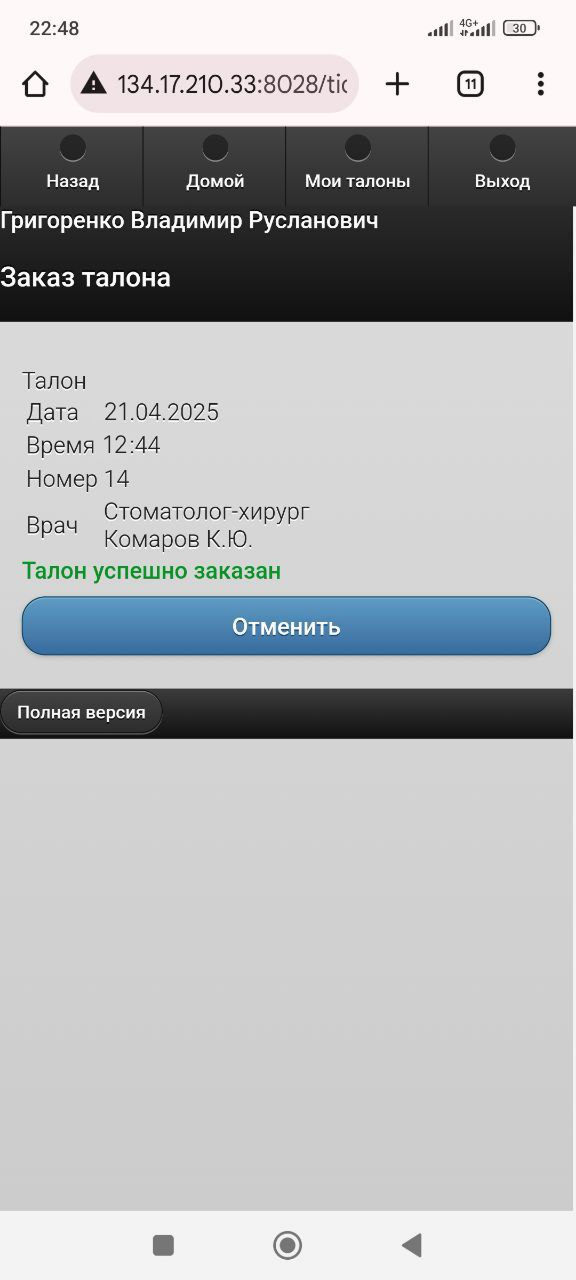 22:48
4G+
30
134.17.210.33:8028/tic
11
Назад
Домой
Мои талоны
Выход
Григоренко Владимир Русланович
Заказ талона
Талон
Дата 21.04.2025
Время 12:44
Номер 14
Врач Стоматолог-хирург
Комаров К.Ю.
Талон успешно заказан
Отменить
Полная версия